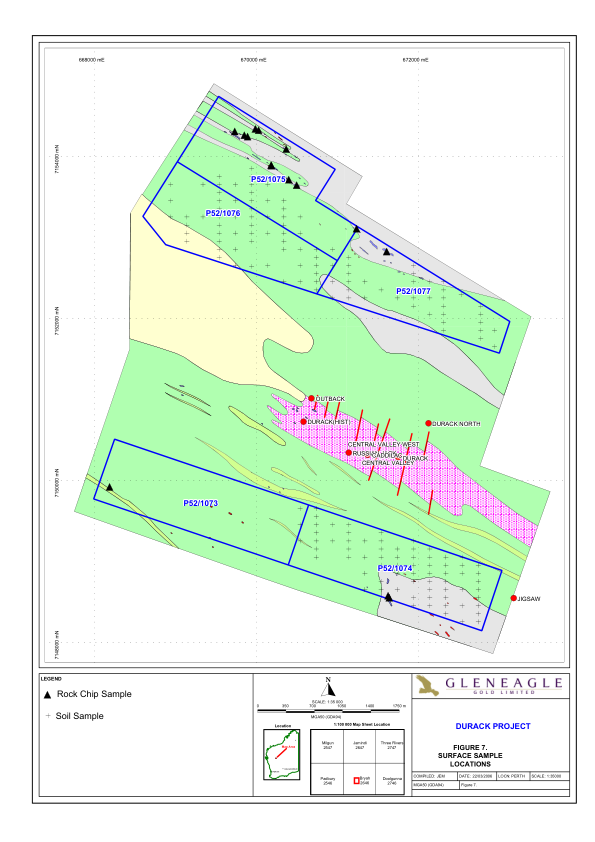 668000 mE
670000 mE
672000 mE
7154000 mN
7152000 mN
7150000 mN
7148000 mN
P52/1075
P52/1076
P52/1077
OUTBACK
DURACK(HIST)
DURACK NORTH
CENTRAL VALLEY WEST
DURACK
CENTRAL VALLEY
P52/1073
P52/1074
JIGSAW
LEGEND
Rock Chip Sample
Soil Sample
N
SCALE: 1:35 000
0 350 700 1050 1400 1750 m
MGA50 (GDA94)
Location
1:100 000 Map Sheet Location
Map Area
Milgun
2547
Jamindi
2647
Three Rivers
2747
Padbury
2546
Bryah
2646
Doolgunna
2746
GLENEAGLE
GOLD LIMITED
DURACK PROJECT
FIGURE 7.
SURFACE SAMPLE
LOCATIONS
COMPILED: JEM
DATE: 22/03/2006
LOCN: PERTH
SCALE: 1:35000
MGA50 (GDA94)
Figure 7